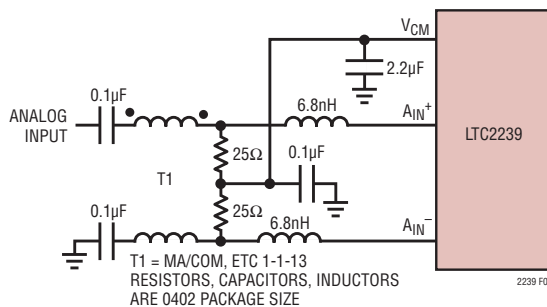 VCM
2.2µF
0.1µF
6.8nH
AIN+
ANALOG
INPUT
LTC2239
25Ω
0.1µF
T1
0.1µF
25Ω
6.8nH
AIN–
T1 = MA/COM, ETC 1-1-13
RESISTORS, CAPACITORS, INDUCTORS
ARE 0402 PACKAGE SIZE
2239 F0